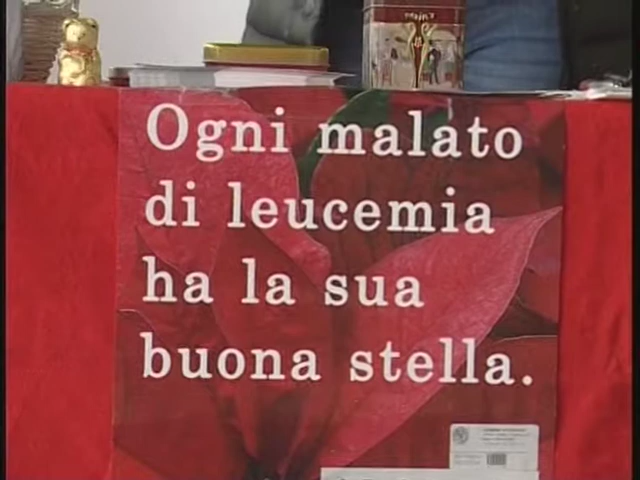 Ogni malato
di leucemia
ha la sua
buona stella.